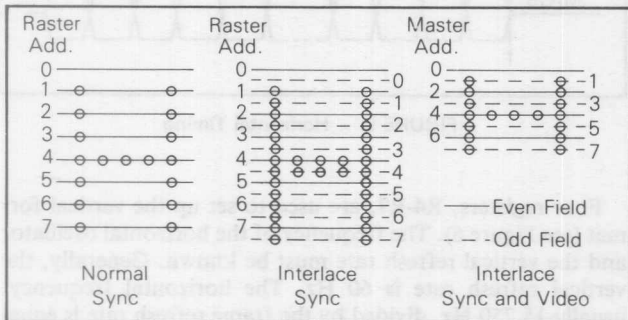 Raster
Add.
0
1
2
3
4
5
6
7
Normal
Sync
Raster
Add.
0
0
1
1
2
2
3
3
4
4
5
5
6
6
7
7
Interlace
Sync
Master
Add.
0
1
2
3
4
5
6
7
Even Field
Odd Field
Interlace
Sync and Video